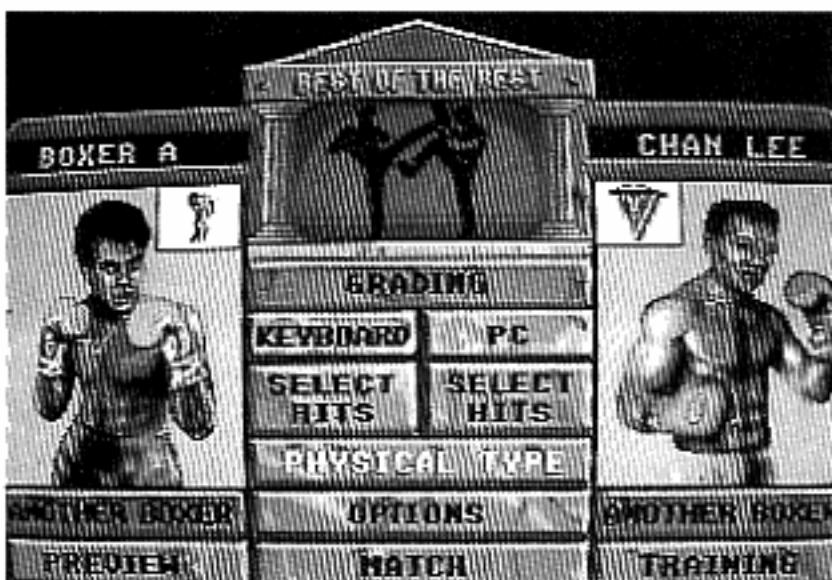 BEST OF THE BEST
BOXER A
CHAN LEE
GRADING
KEYBOARD
PC
SELECT HITS
SELECT HITS
PHYSICAL TYPE
ANOTHER BOXER
OPTIONS
ANOTHER BOXER
PREVIEW
MATCH
TRAINING